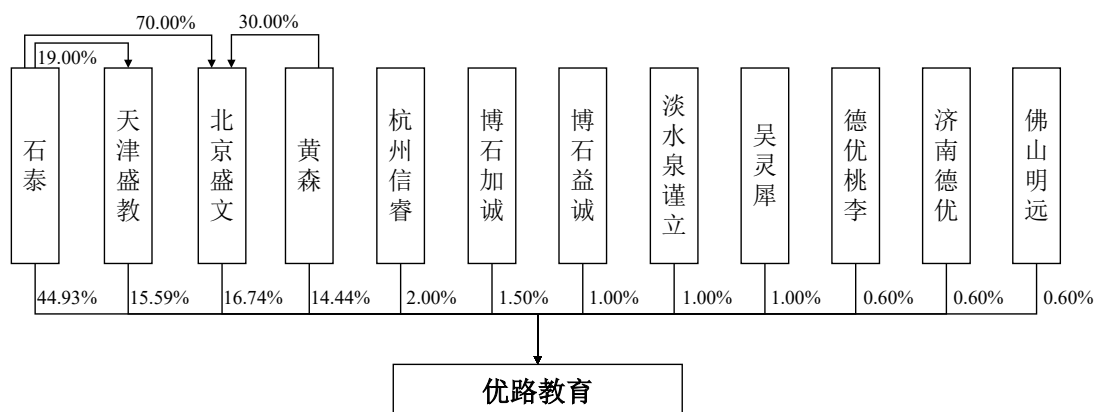 70.00%
30.00%
19.00%
石泰
天津盛教
北京盛文
黄森
杭州信睿
博石加诚
博石益诚
淡水泉谨立
吴灵犀
德优桃李
济南德优
佛山明远
44.93%
15.59%
16.74%
14.44%
2.00%
1.50%
1.00%
1.00%
1.00%
0.60%
0.60%
0.60%
优路教育